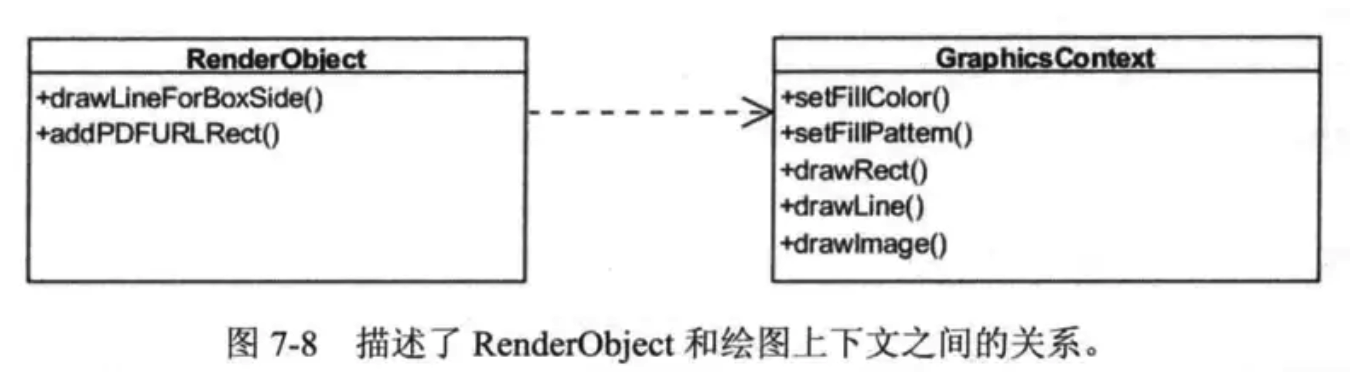 RenderObject
+drawLineForBoxSide()
+addPDFURLRect()
GraphicsContext
+setFillColor()
+setFillPattem()
+drawRect()
+drawLine()
+drawImage()
图 7-8 描述了 RenderObject 和绘图上下文之间的关系。